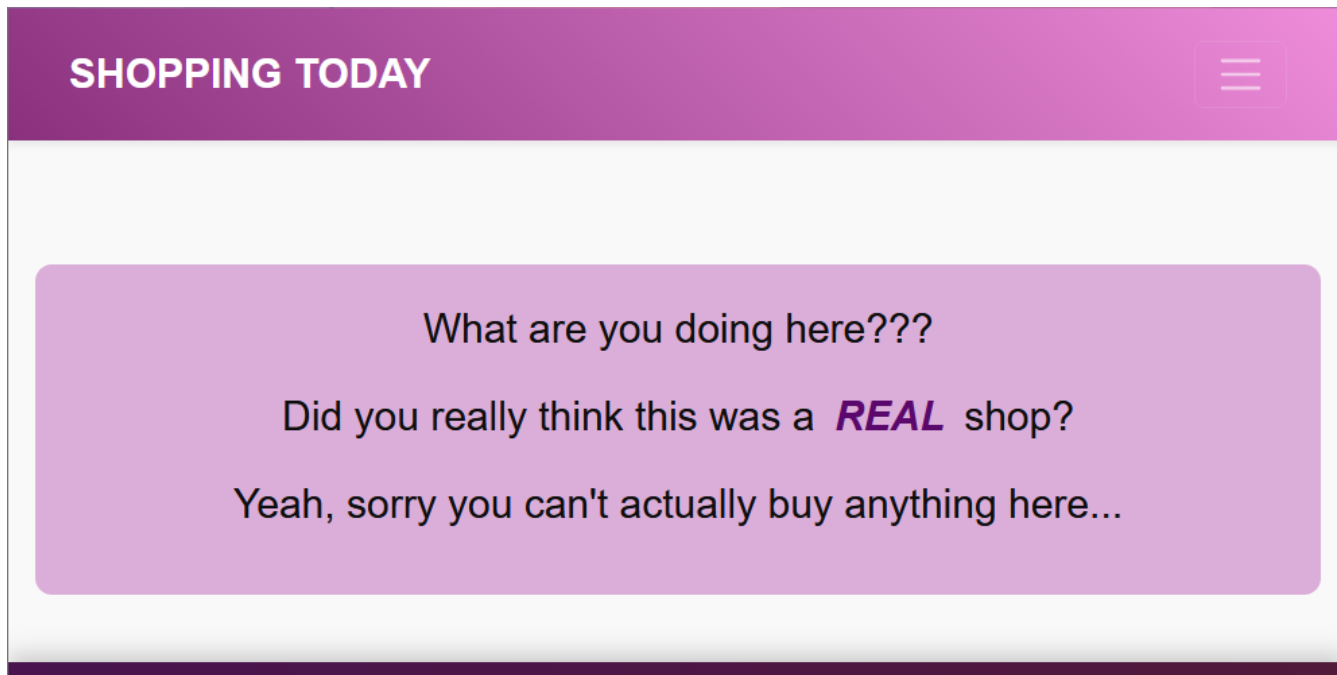 SHOPPING TODAY
What are you doing here???
Did you really think this was a REAL shop?
Yeah, sorry you can't actually buy anything here...